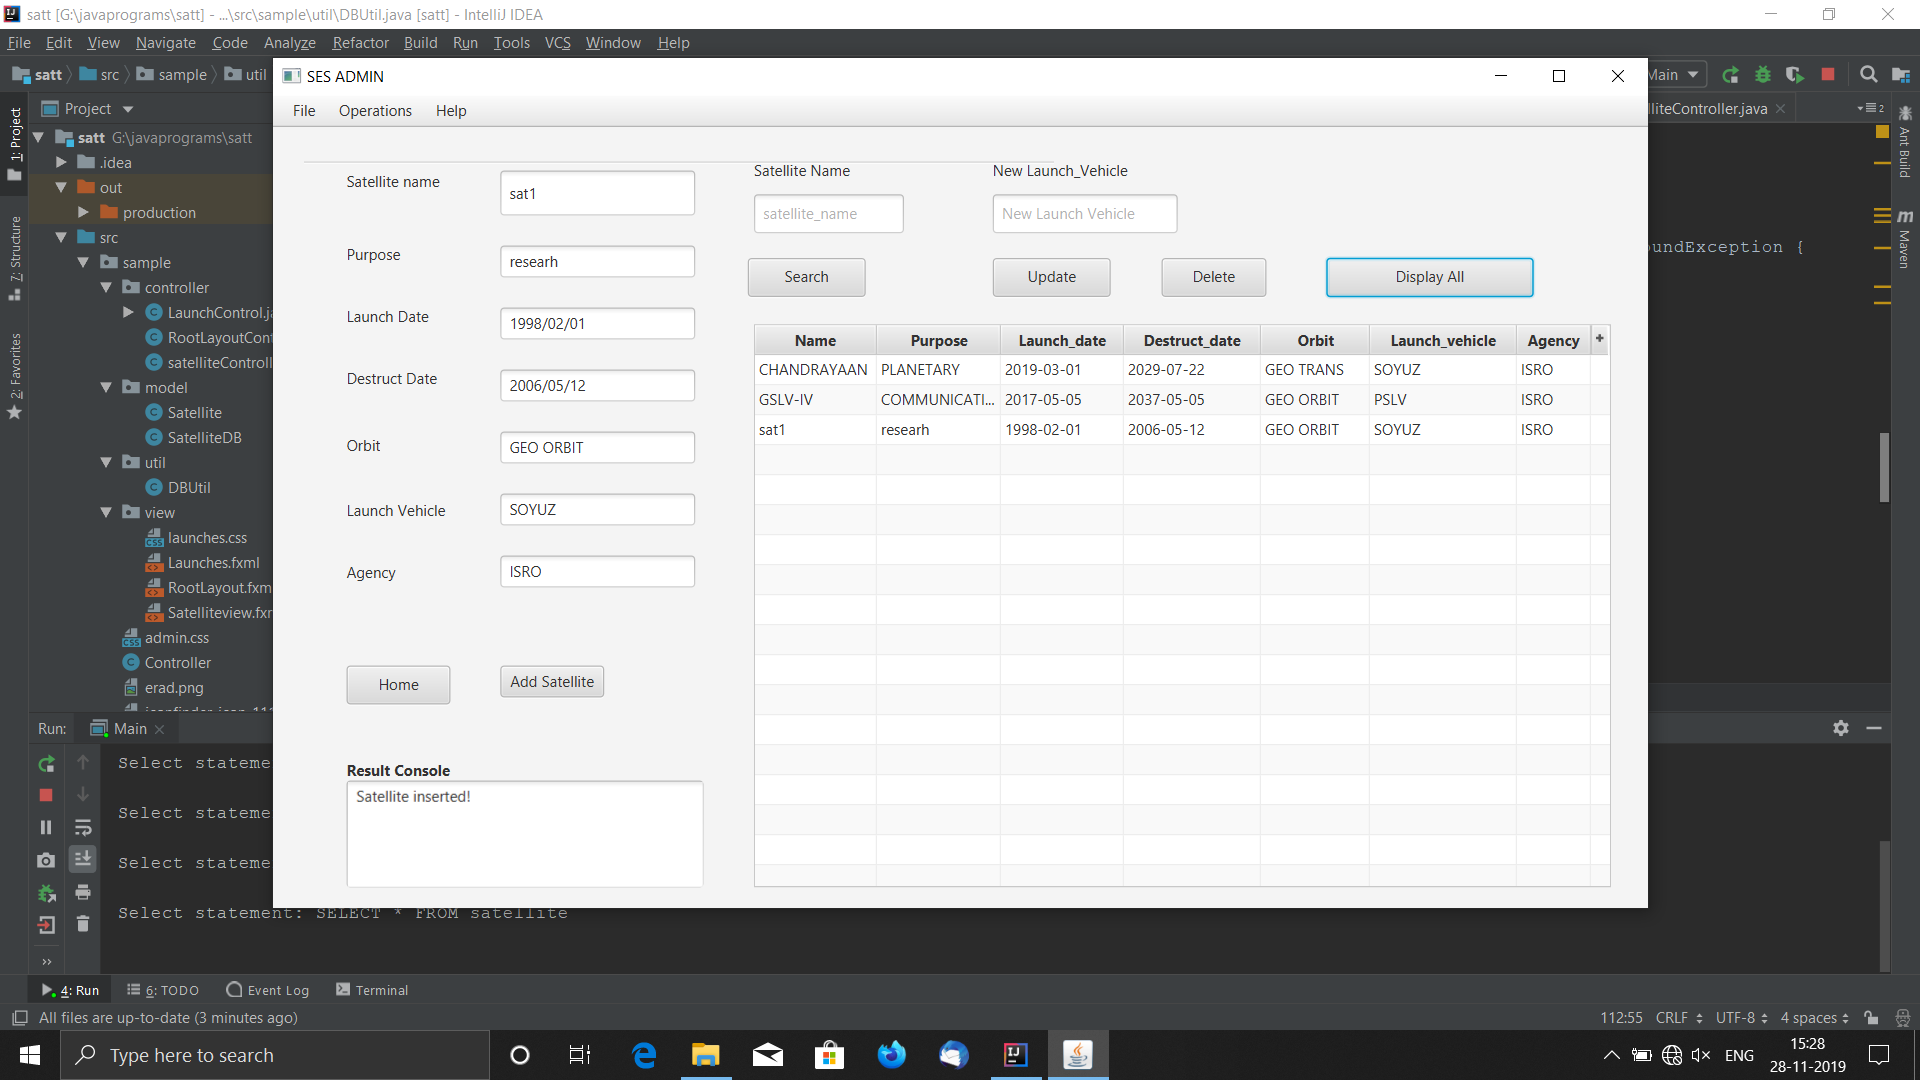 satt [G:\javaprograms\satt] - ...\src\sample\util\DBUtil.java [satt] - IntelliJ IDEA
File Edit View Navigate Code Analyze Refactor Build Run Tools VCS Window Help
satt src sample util
Main
SES ADMIN
File Operations Help
Project
lliteController.java
2
1: Project
7: Structure
2: Favorites
Ant Build
Maven
satt G:\javaprograms\satt
.idea
out
production
src
sample
controller
LaunchControl.ja
RootLayoutCont
satelliteControll
model
Satellite
SatelliteDB
util
DBUtil
view
launches.css
Launches.fxml
RootLayout.fxm
Satelliteview.fxr
admin.css
Controller
erad.png
oundException {
Satellite name sat1
Purpose researh
Launch Date 1998/02/01
Destruct Date 2006/05/12
Orbit GEO ORBIT
Launch Vehicle SOYUZ
Agency ISRO
Home Add Satellite
Result Console
Satellite inserted!
Satellite Name New Launch_Vehicle
satellite_name New Launch Vehicle
Search Update Delete Display All
Name Purpose Launch_date Destruct_date Orbit Launch_vehicle Agency +
CHANDRAYAAN PLANETARY 2019-03-01 2029-07-22 GEO TRANS SOYUZ ISRO
GSLV-IV COMMUNICATI... 2017-05-05 2037-05-05 GEO ORBIT PSLV ISRO
sat1 researh 1998-02-01 2006-05-12 GEO ORBIT SOYUZ ISRO
Run: Main
Select stateme
Select stateme
Select stateme
Select statement: SELECT * FROM satellite
4: Run 6: TODO Event Log Terminal
All files are up-to-date (3 minutes ago)
112:55 CRLF UTF-8 4 spaces
Type here to search
ENG
15:28
28-11-2019